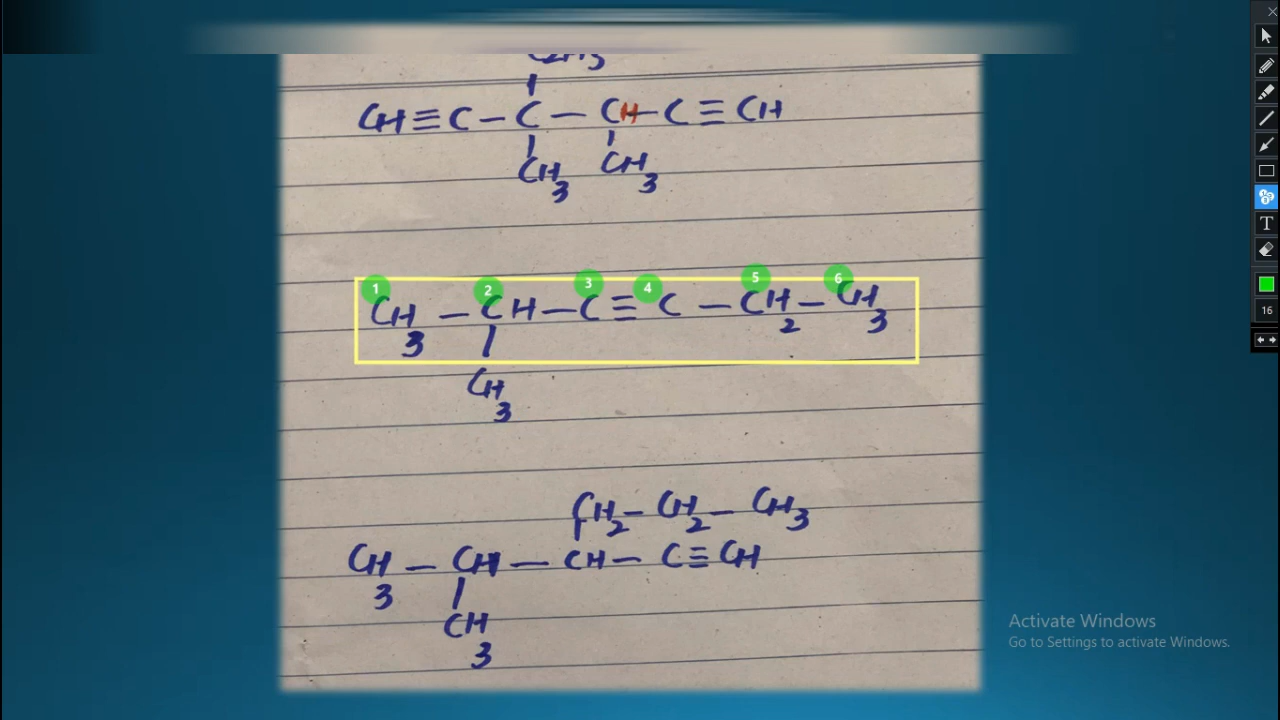 C2H5
CH≡C—C—CH—C≡CH
CH3 CH3
1 2 3 4 5 6
CH3—CH—C≡C—CH2—CH3
CH3
CH2—CH2—CH3
CH3—CH—CH—C≡CH
CH3
T
16
Activate Windows
Go to Settings to activate Windows.